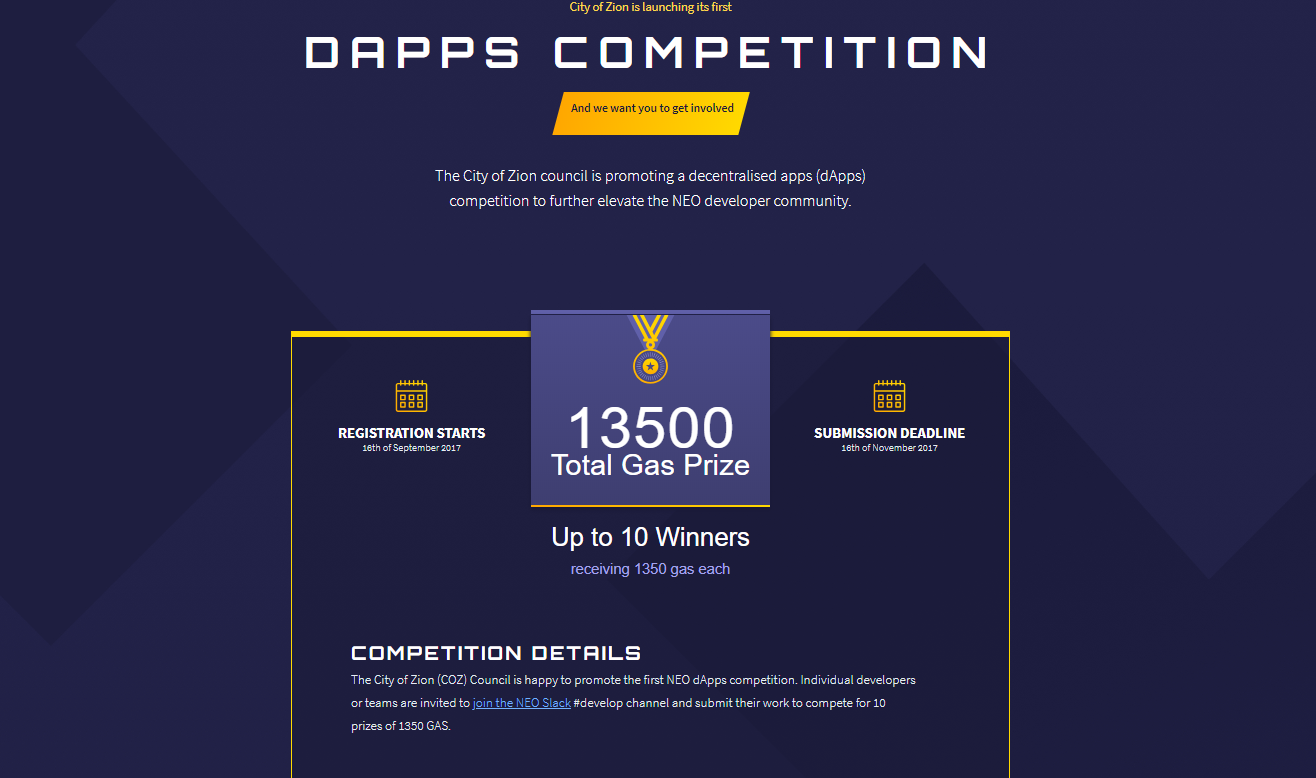 City of Zion is launching its first
DAPPS COMPETITION
And we want you to get involved
The City of Zion council is promoting a decentralised apps (dApps)
competition to further elevate the NEO developer community.
REGISTRATION STARTS
16th of September 2017
13500
Total Gas Prize
SUBMISSION DEADLINE
16th of November 2017
Up to 10 Winners
receiving 1350 gas each
COMPETITION DETAILS
The City of Zion (COZ) Council is happy to promote the first NEO dApps competition. Individual developers
or teams are invited to join the NEO Slack #develop channel and submit their work to compete for 10
prizes of 1350 GAS.